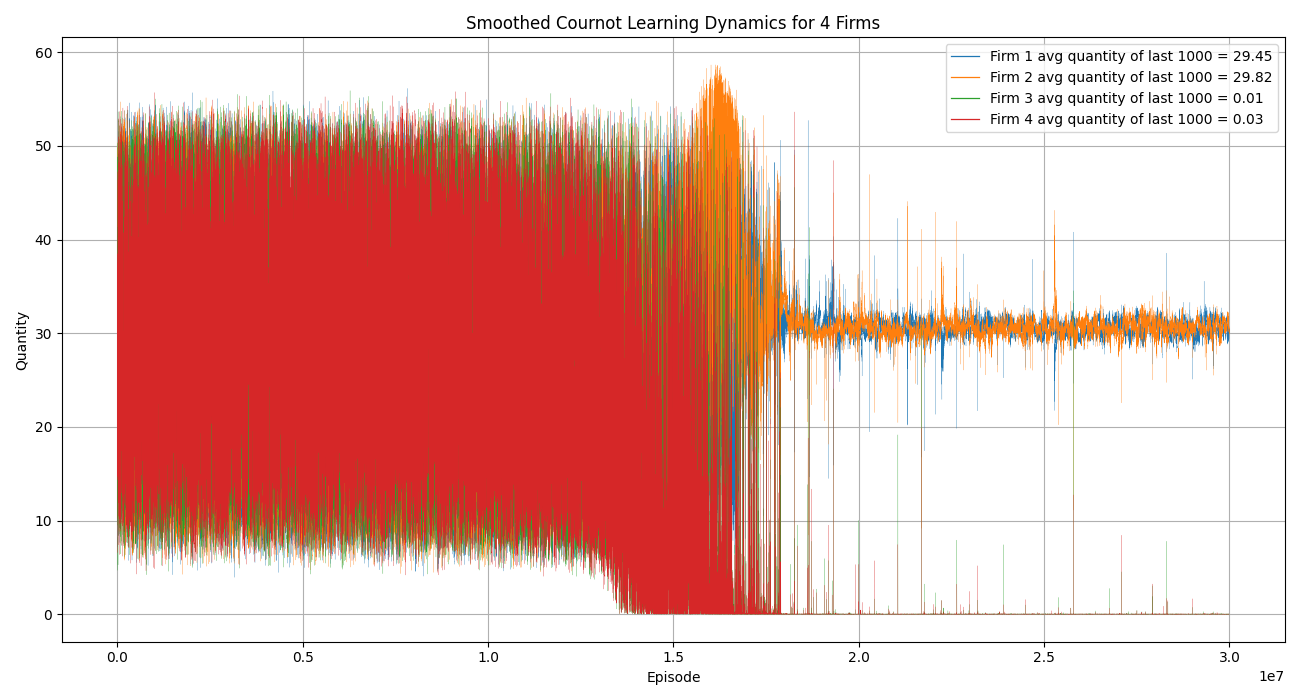 Smoothed Cournot Learning Dynamics for 4 Firms
Firm 1 avg quantity of last 1000 = 29.45
Firm 2 avg quantity of last 1000 = 29.82
Firm 3 avg quantity of last 1000 = 0.01
Firm 4 avg quantity of last 1000 = 0.03
Quantity
60
50
40
30
20
10
0
0.0 0.5 1.0 1.5 2.0 2.5 3.0
1e7
Episode